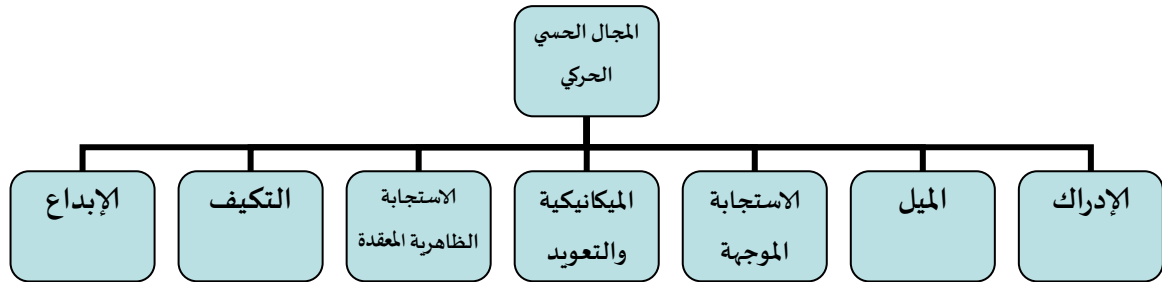 المجال الحسي
الحركي
الإدراك
الميل
الاستجابة
الموجهة
الميكانيكية
والتعويد
الاستجابة
الظاهرية المعقدة
التكيف
الإبداع